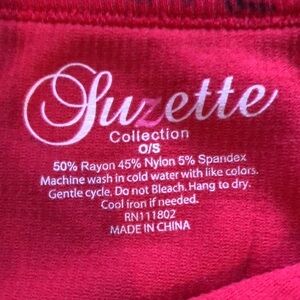 Suzette
Collection
O/S
50% Rayon 45% Nylon 5% Spandex
Machine wash in cold water with like colors.
Gentle cycle. Do not Bleach. Hang to dry.
Cool iron if needed.
RN111802
MADE IN CHINA